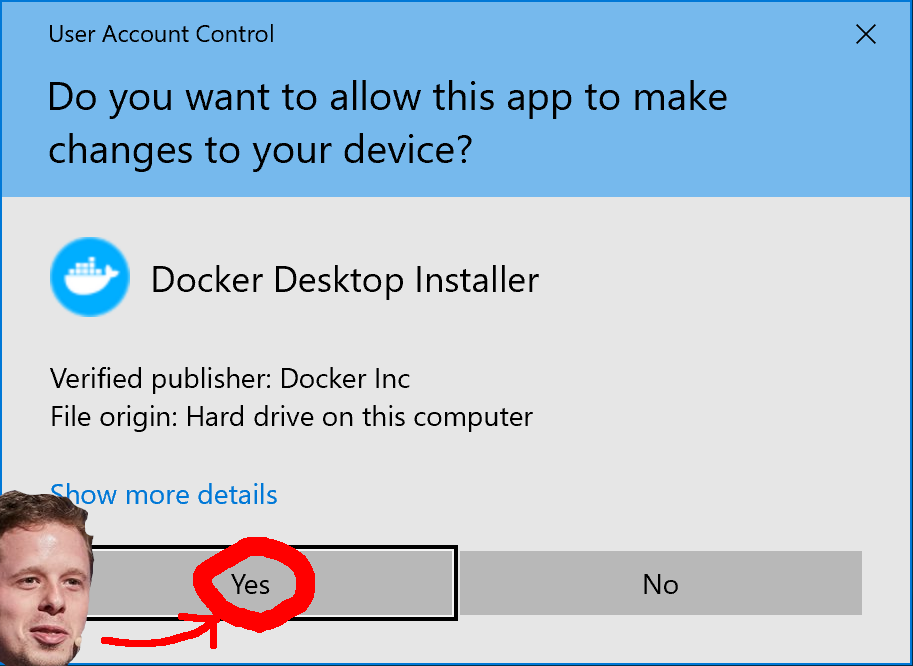 User Account Control
Do you want to allow this app to make
changes to your device?
Docker Desktop Installer
Verified publisher: Docker Inc
File origin: Hard drive on this computer
Show more details
Yes
No